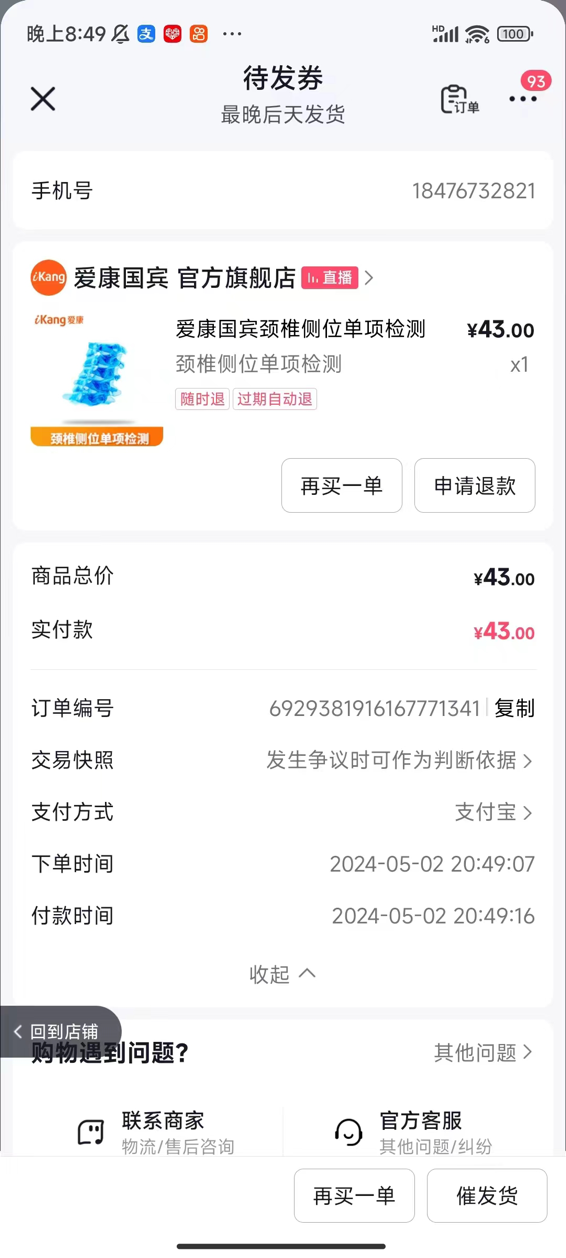 晚上8:49
HD
100
待发券
最晚后天发货
订单
93
手机号 18476732821
iKang 爱康国宾 官方旗舰店 直播
iKang 爱康
颈椎侧位单项检测
爱康国宾颈椎侧位单项检测 ¥43.00
颈椎侧位单项检测 x1
随时退 过期自动退
再买一单 申请退款
商品总价 ¥43.00
实付款 ¥43.00
订单编号 6929381916167771341 复制
交易快照 发生争议时可作为判断依据
支付方式 支付宝
下单时间 2024-05-02 20:49:07
付款时间 2024-05-02 20:49:16
收起
回到店铺
购物遇到问题? 其他问题
联系商家 官方客服
物流/售后咨询 其他问题/纠纷
再买一单 催发货